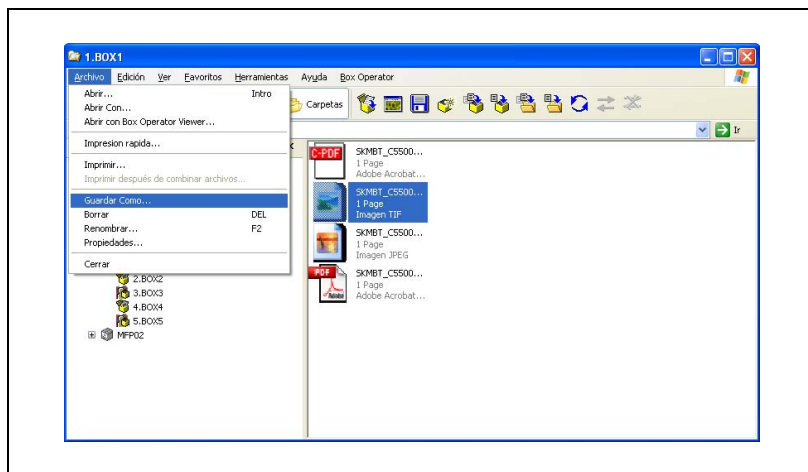 1.BOX1
Archivo Edición Ver Favoritos Herramientas Ayuda Box Operator
Abrir... Intro
Abrir Con...
Abrir con Box Operator Viewer...
Impresion rapida...
Imprimir...
Imprimir después de combinar archivos...
Guardar Como...
Borrar DEL
Renombrar... F2
Propiedades...
Cerrar
Carpetas
Ir
2.BOX2
3.BOX3
4.BOX4
5.BOX5
MFP02
C-PDF
SKMBT_C5500...
1 Page
Adobe Acrobat...
SKMBT_C5500...
1 Page
Imagen TIF
SKMBT_C5500...
1 Page
Imagen JPEG
PDF
Adobe
SKMBT_C5500...
1 Page
Adobe Acrobat...